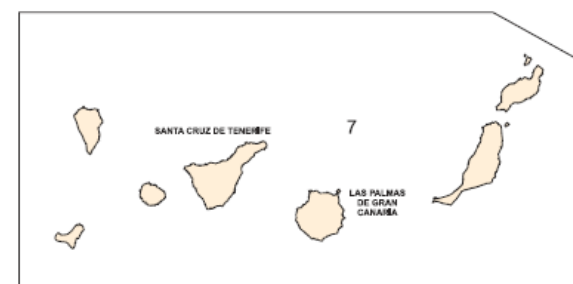 SANTA CRUZ DE TENERIFE
7
LAS PALMAS
DE GRAN
CANARIA